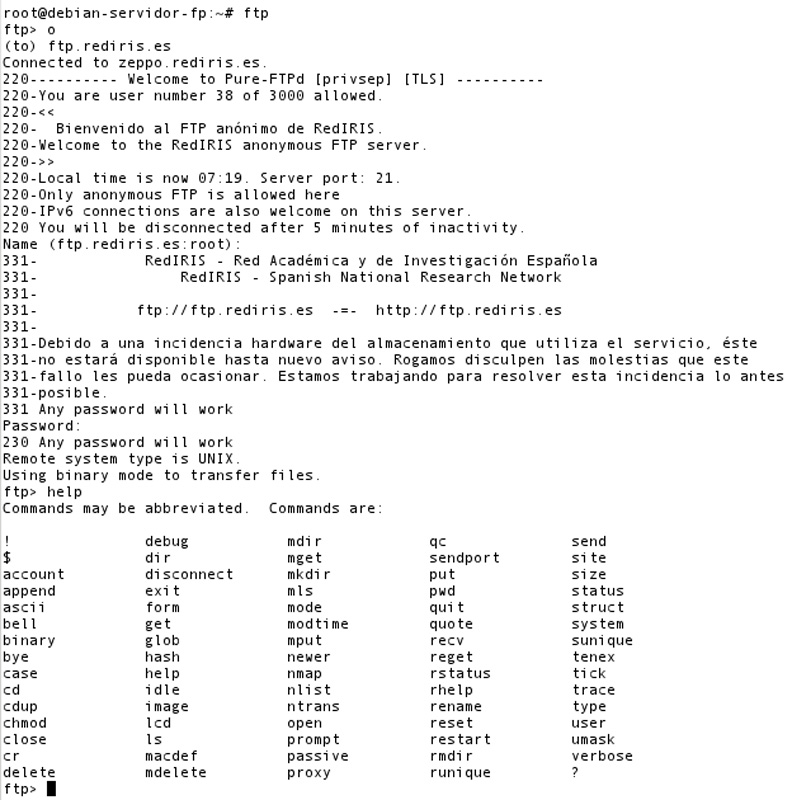 root@debian-servidor-fp:~# ftp
ftp> o
(to) ftp.rediris.es
Connected to zeppo.rediris.es.
220---------- Welcome to Pure-FTPd [privsep] [TLS] ----------
220-You are user number 38 of 3000 allowed.
220-<<
220-  Bienvenido al FTP anónimo de RedIRIS.
220-Welcome to the RedIRIS anonymous FTP server.
220->>
220-Local time is now 07:19. Server port: 21.
220-Only anonymous FTP is allowed here
220-IPv6 connections are also welcome on this server.
220 You will be disconnected after 5 minutes of inactivity.
Name (ftp.rediris.es:root):
331-            RedIRIS - Red Académica y de Investigación Española
331-                RedIRIS - Spanish National Research Network
331-
331-           ftp://ftp.rediris.es  -=-  http://ftp.rediris.es
331-
331-Debido a una incidencia hardware del almacenamiento que utiliza el servicio, éste
331-no estará disponible hasta nuevo aviso. Rogamos disculpen las molestias que este
331-fallo les pueda ocasionar. Estamos trabajando para resolver esta incidencia lo antes
331-posible.
331 Any password will work
Password:
230 Any password will work
Remote system type is UNIX.
Using binary mode to transfer files.
ftp> help
Commands may be abbreviated.  Commands are:

!               debug           mdir            qc              send
$               dir             mget            sendport        site
account         disconnect      mkdir           put             size
append          exit            mls             pwd             status
ascii           form            mode            quit            struct
bell            get             modtime         quote           system
binary          glob            mput            recv            sunique
bye             hash            newer           reget           tenex
case            help            nmap            rstatus         tick
cd              idle            nlist           rhelp           trace
cdup            image           ntrans          rename          type
chmod           lcd             open            reset           user
close           ls              prompt          restart         umask
cr              macdef          passive         rmdir           verbose
delete          mdelete         proxy           runique         ?
ftp>